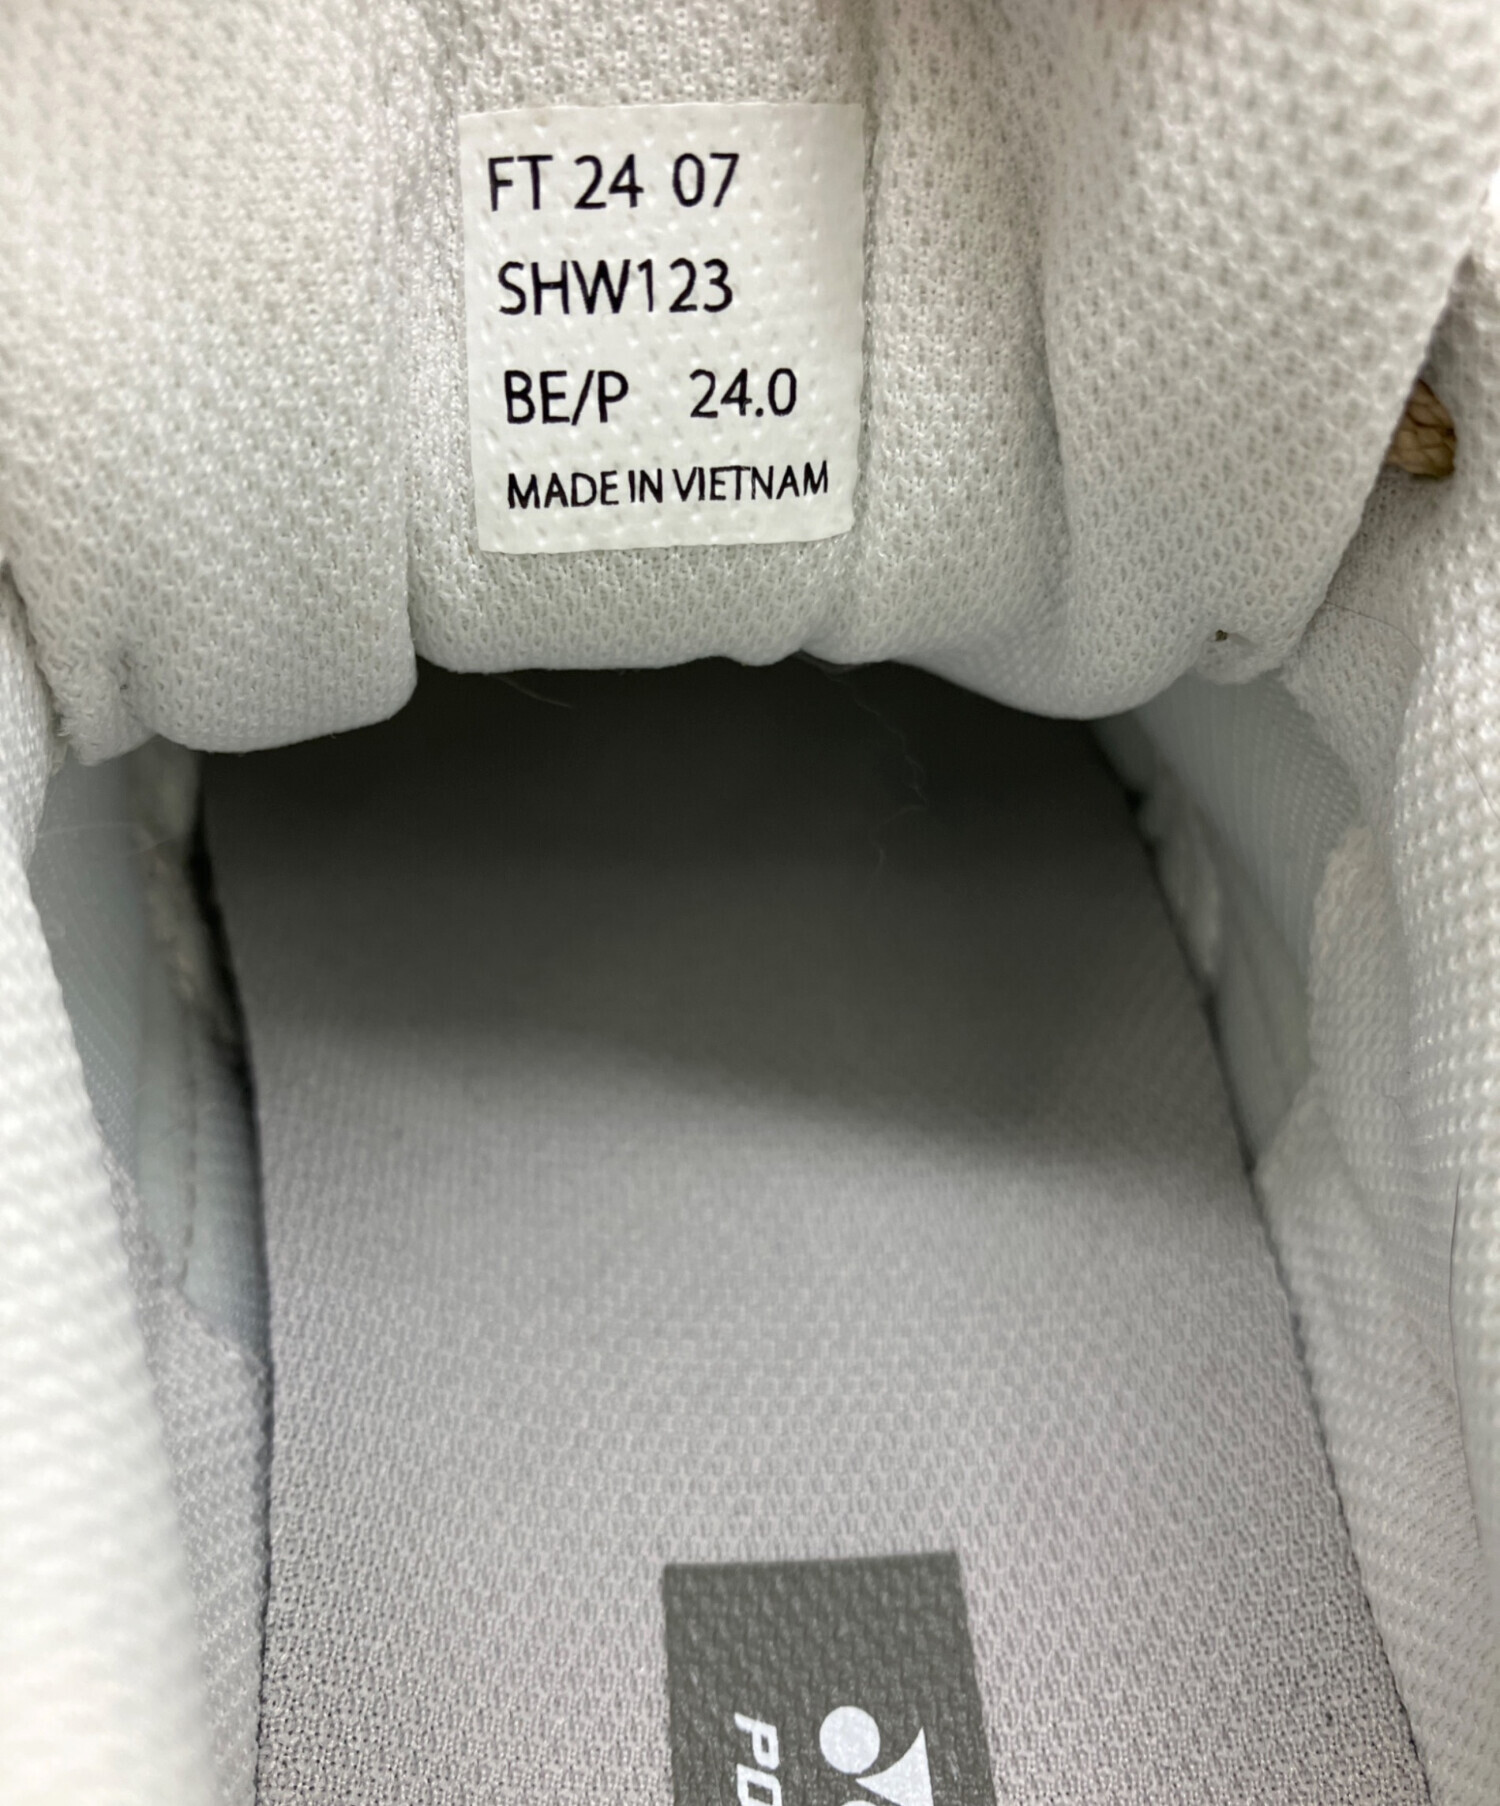 FT 24 07
SHW123
BE/P 24.0
MADE IN VIETNAM